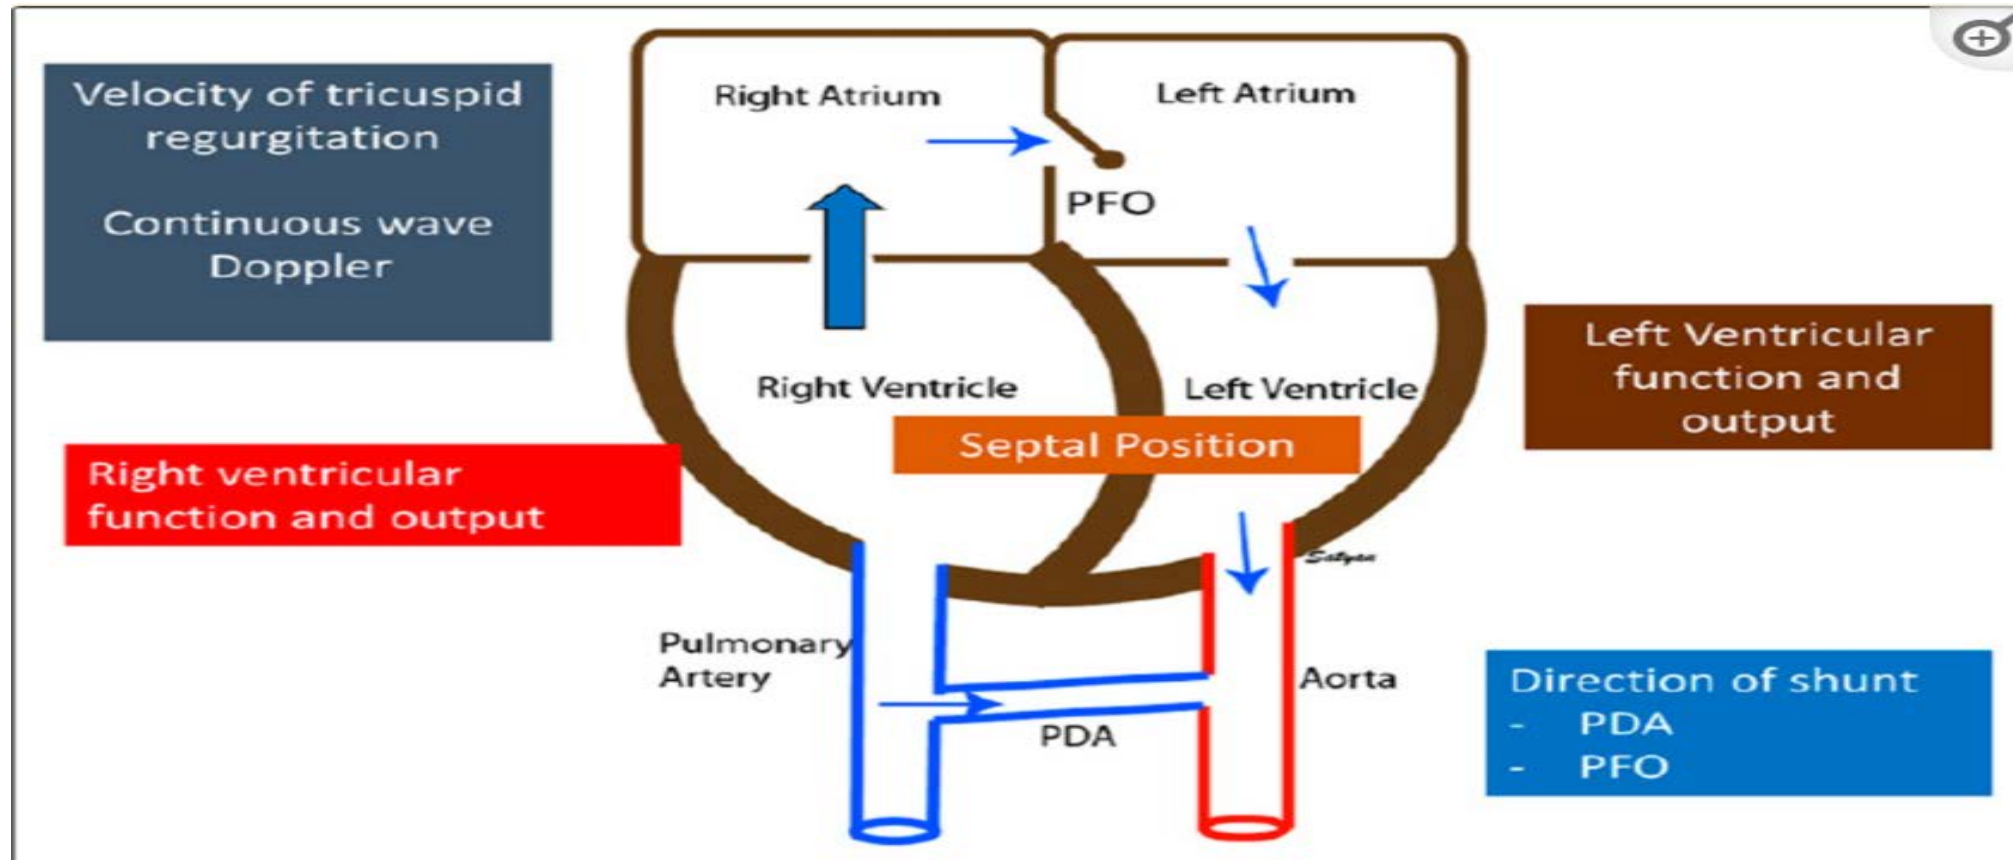 Velocity of tricuspid
regurgitation
Continuous wave
Doppler
Right Atrium
Left Atrium
PFO
Right Ventricle
Left Ventricle
Septal Position
Left Ventricular
function and
output
Right ventricular
function and output
Satyan
Pulmonary
Artery
PDA
Aorta
Direction of shunt
- PDA
- PFO